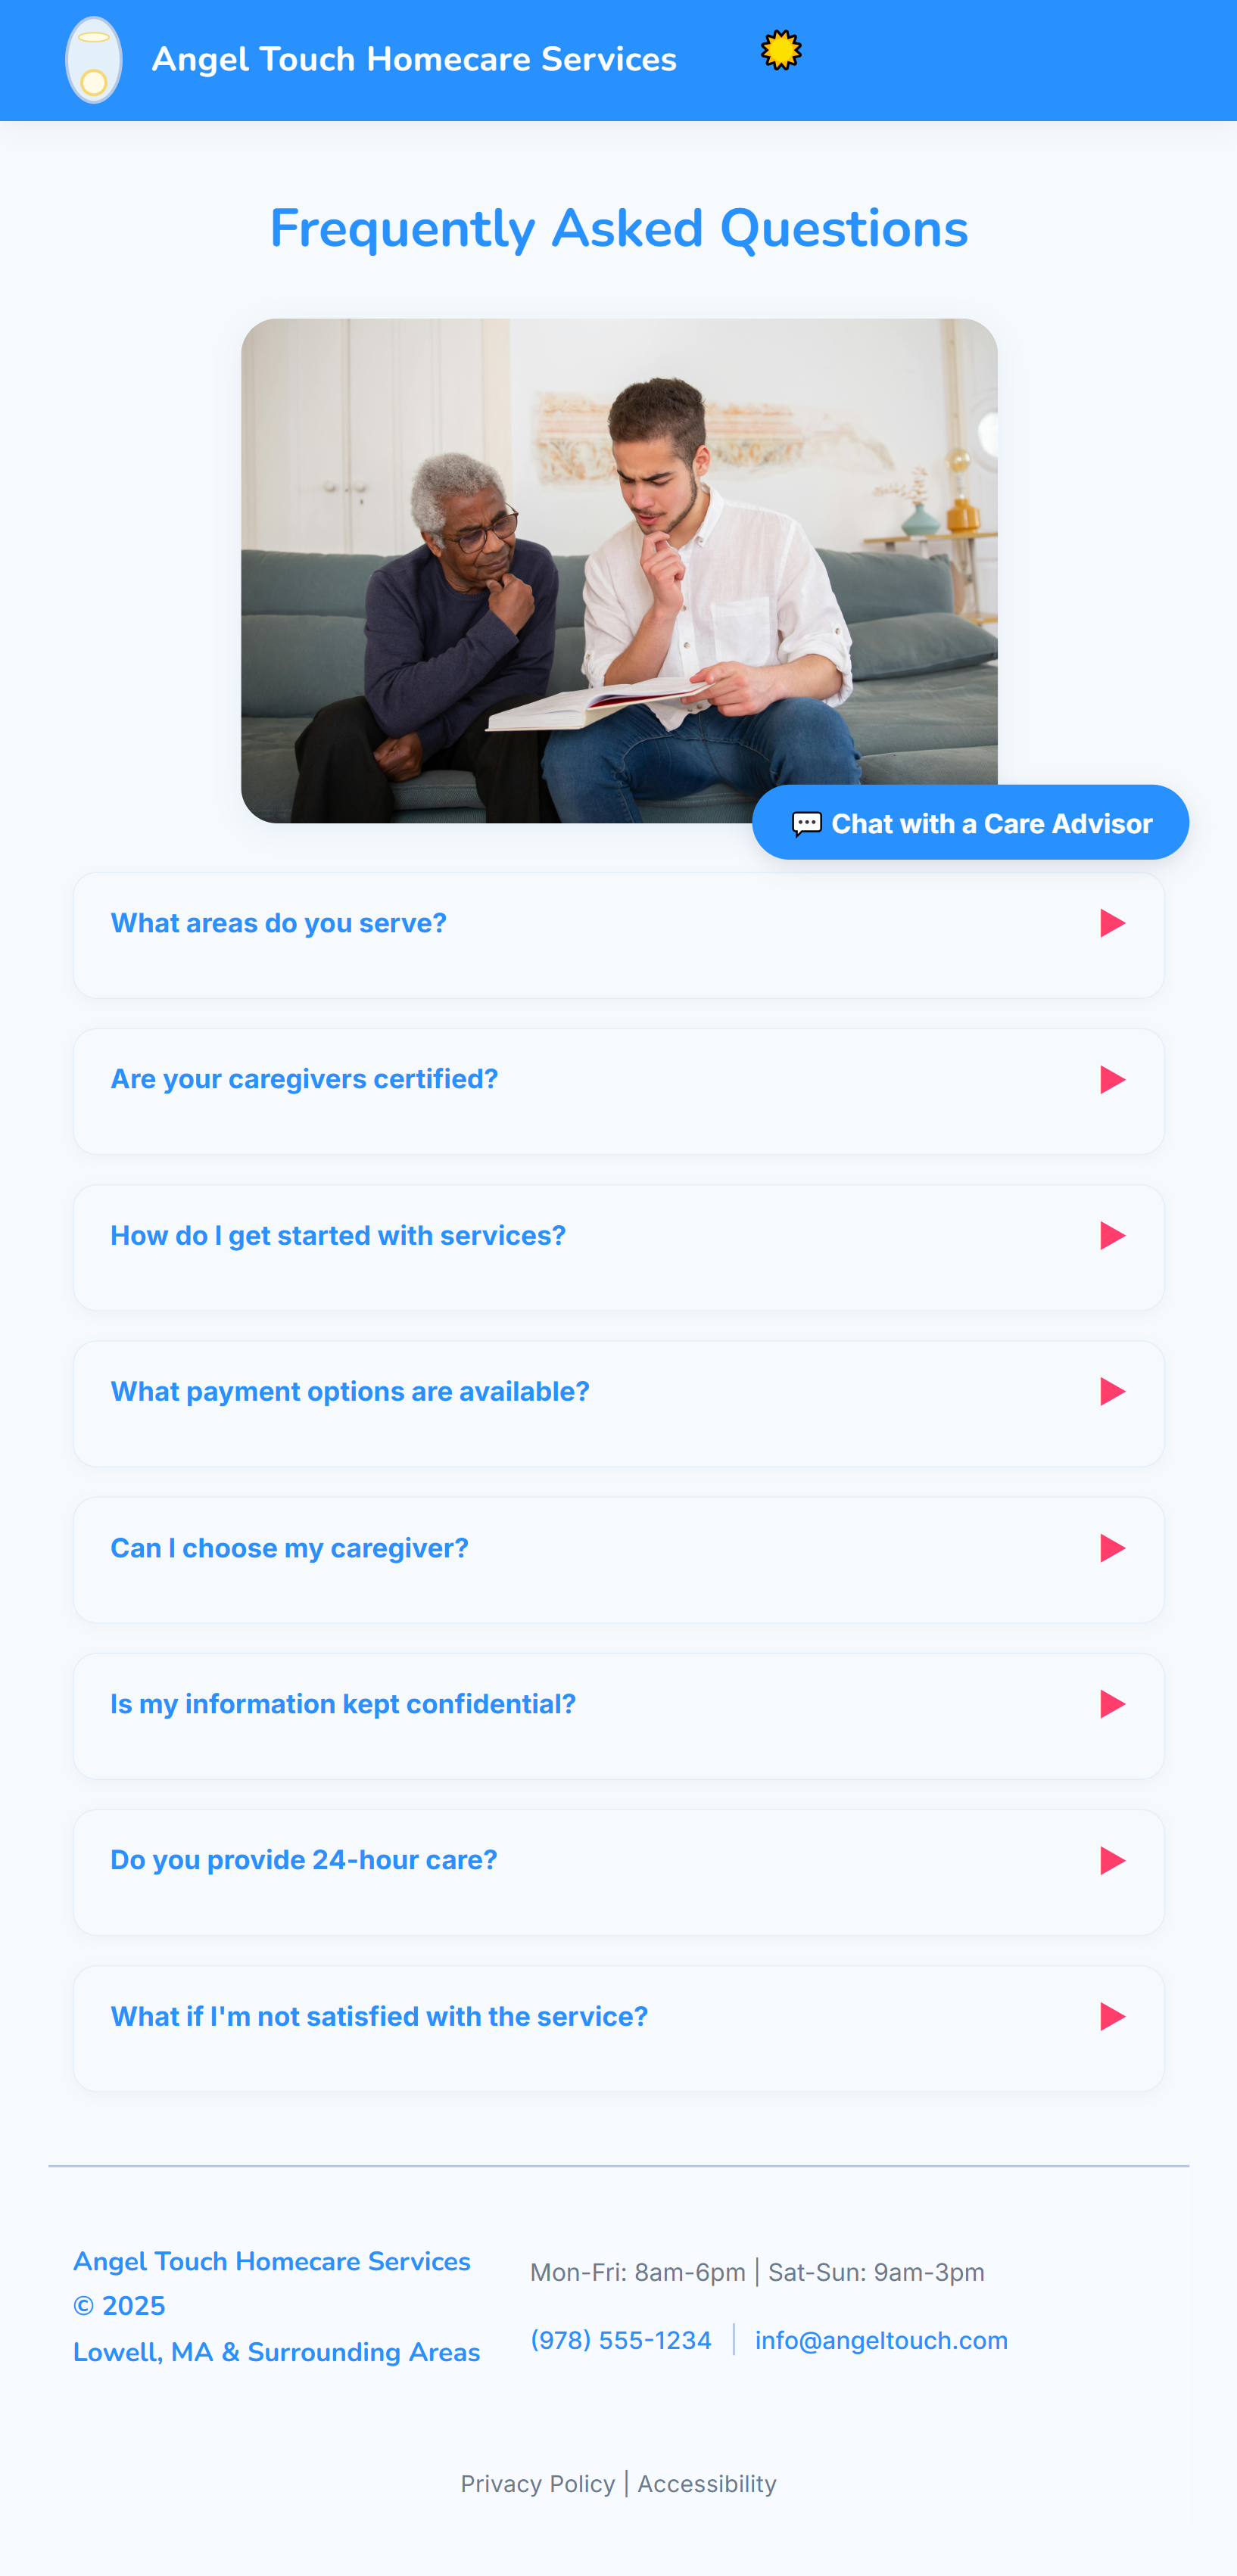 Angel Touch Homecare Services
Frequently Asked Questions
💬 Chat with a Care Advisor
What areas do you serve?
Are your caregivers certified?
How do I get started with services?
What payment options are available?
Can I choose my caregiver?
Is my information kept confidential?
Do you provide 24-hour care?
What if I'm not satisfied with the service?
Angel Touch Homecare Services
© 2025
Lowell, MA & Surrounding Areas
Mon-Fri: 8am-6pm | Sat-Sun: 9am-3pm
(978) 555-1234 | info@angeltouch.com
Privacy Policy | Accessibility